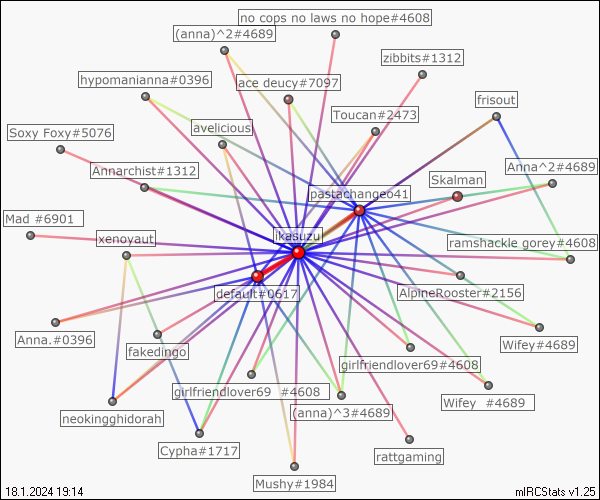 no cops no laws no hope#4608
(anna)^2#4689
zibbits#1312
hypomanianna#0396
ace deucy#7097
frisout
Toucan#2473
avelicious
Soxy Foxy#5076
Annarchist#1312
Anna^2#4689
Skalman
pastachangeo41
Mad #6901
xenoyaut
ikasuzu
ramshackle gorey#4608
default#0617
AlpineRooster#2156
Anna.#0396
fakedingo
Wifey#4689
girlfriendlover69#4608
girlfriendlover69 #4608
Wifey #4689
neokingghidorah
(anna)^3#4689
Cypha#1717
rattgaming
Mushy#1984
18.1.2024 19:14
mIRCStats v1.25